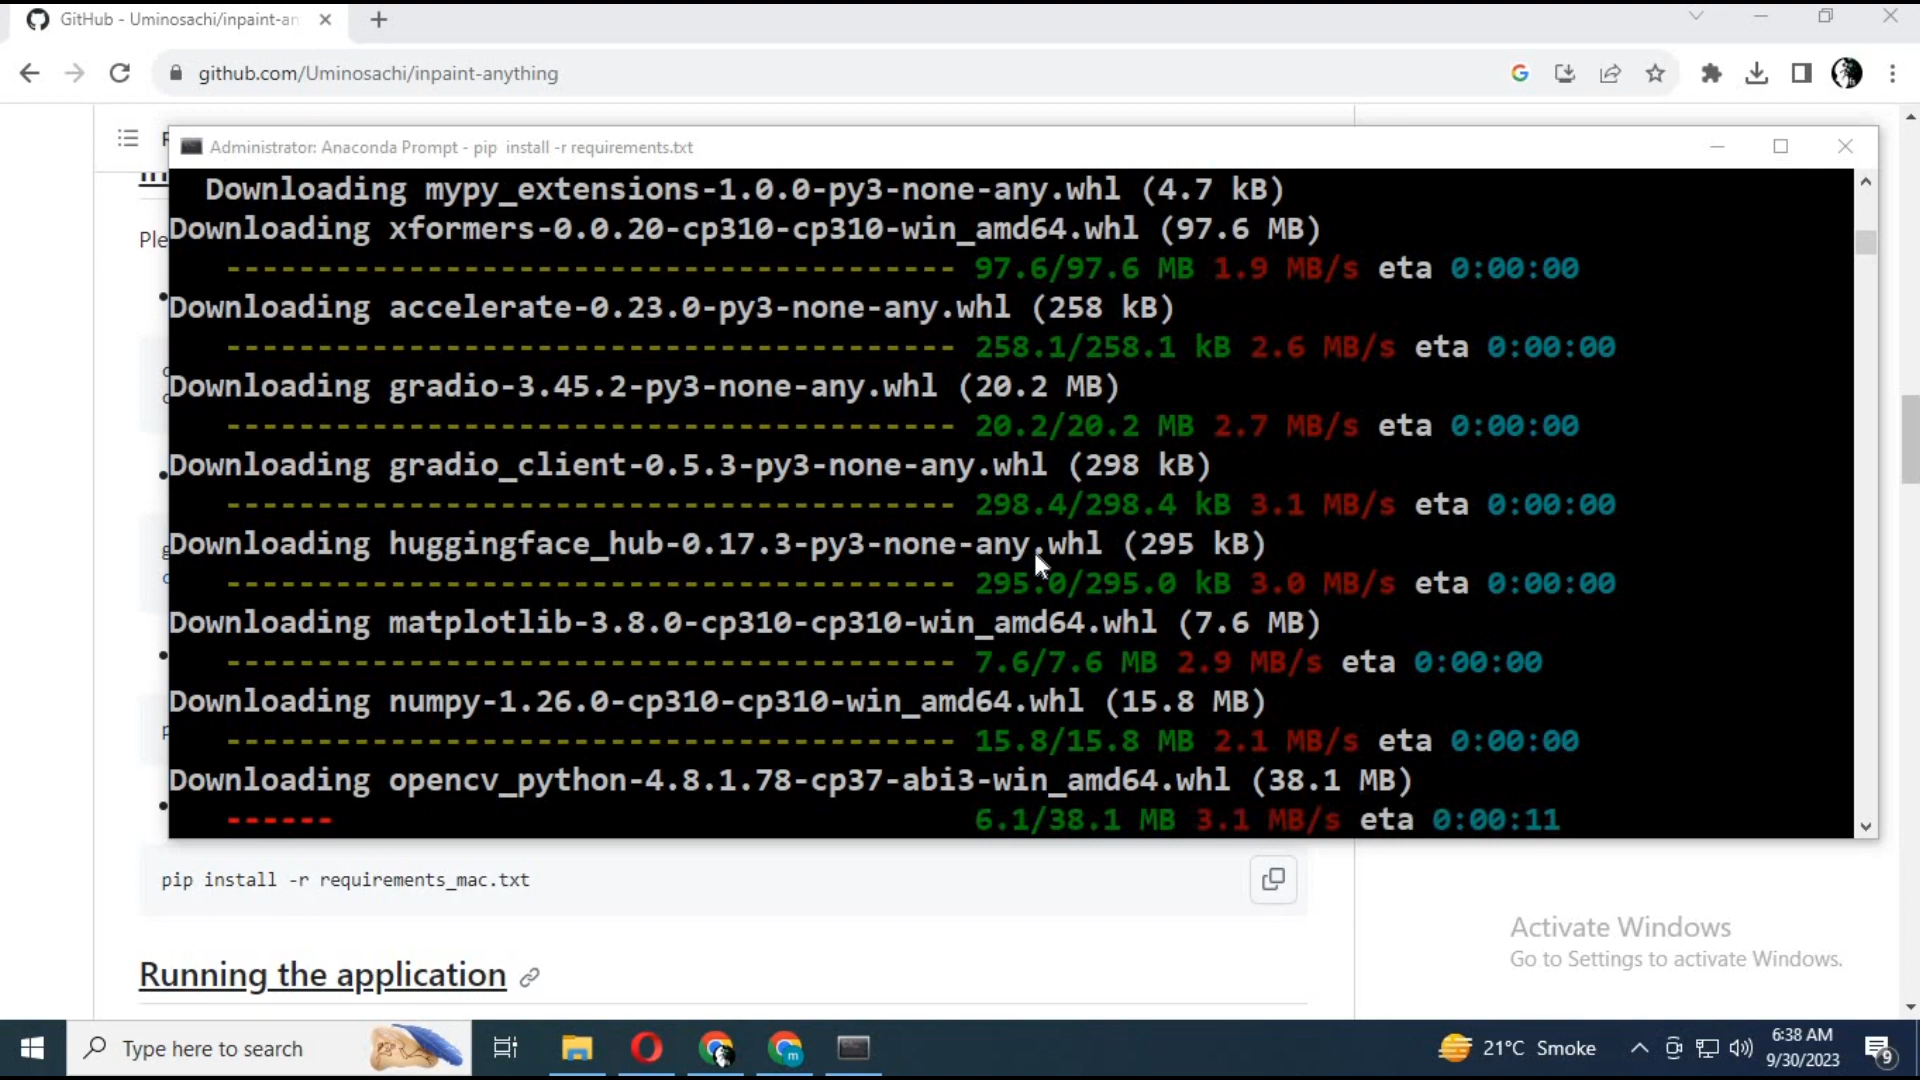 GitHub - Uminosachi/inpaint-an
github.com/Uminosachi/inpaint-anything
Administrator: Anaconda Prompt - pip install -r requirements.txt
Downloading mypy_extensions-1.0.0-py3-none-any.whl (4.7 kB)
Ple
Downloading xformers-0.0.20-cp310-cp310-win_amd64.whl (97.6 MB)
---------------------------------------- 97.6/97.6 MB 1.9 MB/s eta 0:00:00
Downloading accelerate-0.23.0-py3-none-any.whl (258 kB)
---------------------------------------- 258.1/258.1 kB 2.6 MB/s eta 0:00:00
Downloading gradio-3.45.2-py3-none-any.whl (20.2 MB)
---------------------------------------- 20.2/20.2 MB 2.7 MB/s eta 0:00:00
Downloading gradio_client-0.5.3-py3-none-any.whl (298 kB)
---------------------------------------- 298.4/298.4 kB 3.1 MB/s eta 0:00:00
Downloading huggingface_hub-0.17.3-py3-none-any.whl (295 kB)
---------------------------------------- 295.0/295.0 kB 3.0 MB/s eta 0:00:00
Downloading matplotlib-3.8.0-cp310-cp310-win_amd64.whl (7.6 MB)
---------------------------------------- 7.6/7.6 MB 2.9 MB/s eta 0:00:00
Downloading numpy-1.26.0-cp310-cp310-win_amd64.whl (15.8 MB)
---------------------------------------- 15.8/15.8 MB 2.1 MB/s eta 0:00:00
Downloading opencv_python-4.8.1.78-cp37-abi3-win_amd64.whl (38.1 MB)
------ 6.1/38.1 MB 3.1 MB/s eta 0:00:11
pip install -r requirements_mac.txt
Running the application
Activate Windows
Go to Settings to activate Windows.
Type here to search
m
21°C Smoke
6:38 AM
9/30/2023
9